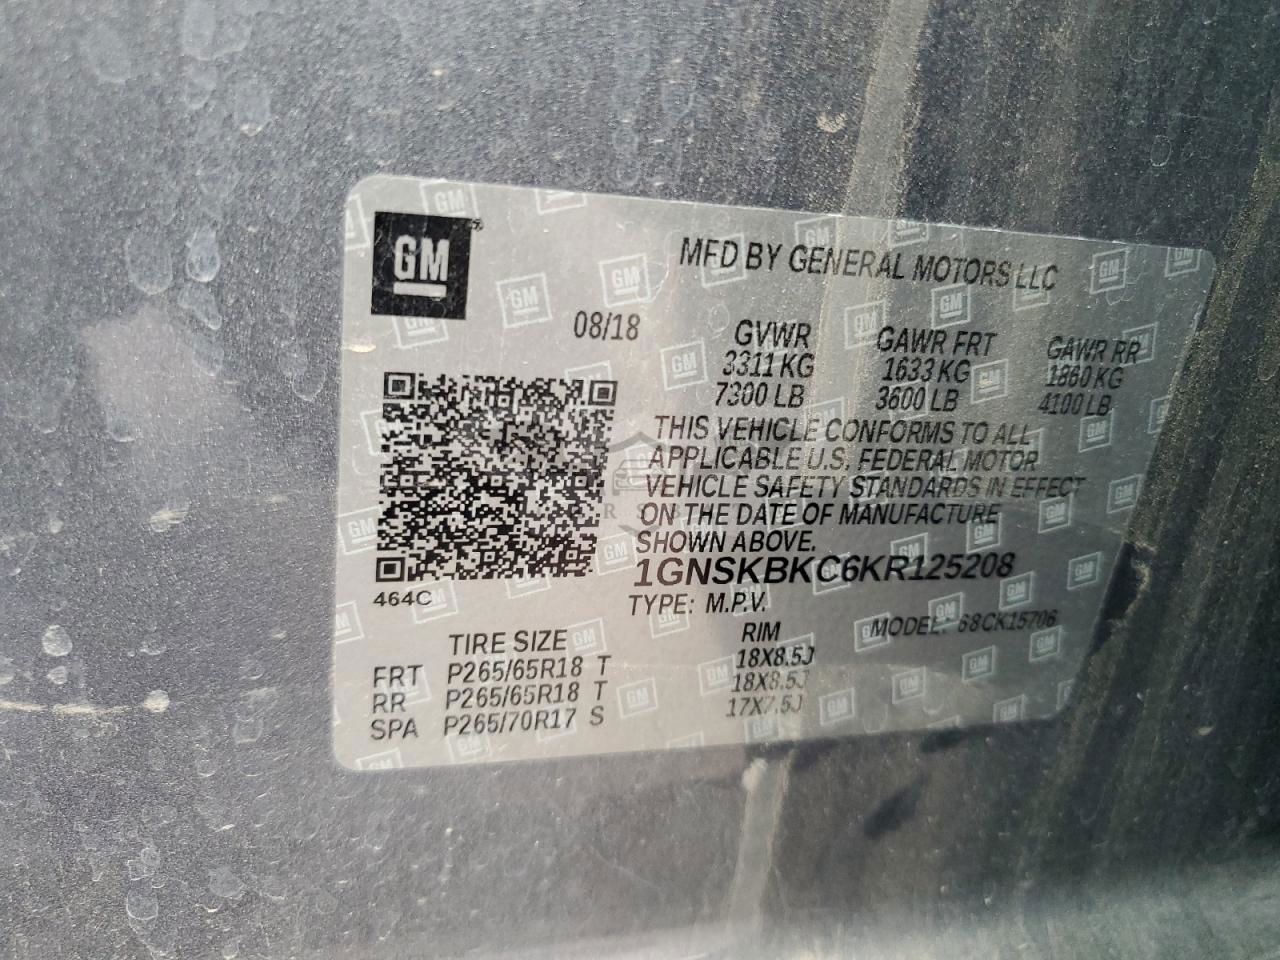 GM
MFD BY GENERAL MOTORS LLC
08/18
GVWR GAWR FRT GAWR RR
3311 KG 1633 KG 1860 KG
7300 LB 3600 LB 4100 LB
THIS VEHICLE CONFORMS TO ALL
APPLICABLE U.S. FEDERAL MOTOR
VEHICLE SAFETY STANDARDS IN EFFECT
ON THE DATE OF MANUFACTURE
SHOWN ABOVE.
1GNSKBKC6KR125208
464C
TYPE: M.P.V. MODEL: 68CK15706
TIRE SIZE RIM
FRT P265/65R18 T 18X8.5J
RR P265/65R18 T 18X8.5J
SPA P265/70R17 S 17X7.5J